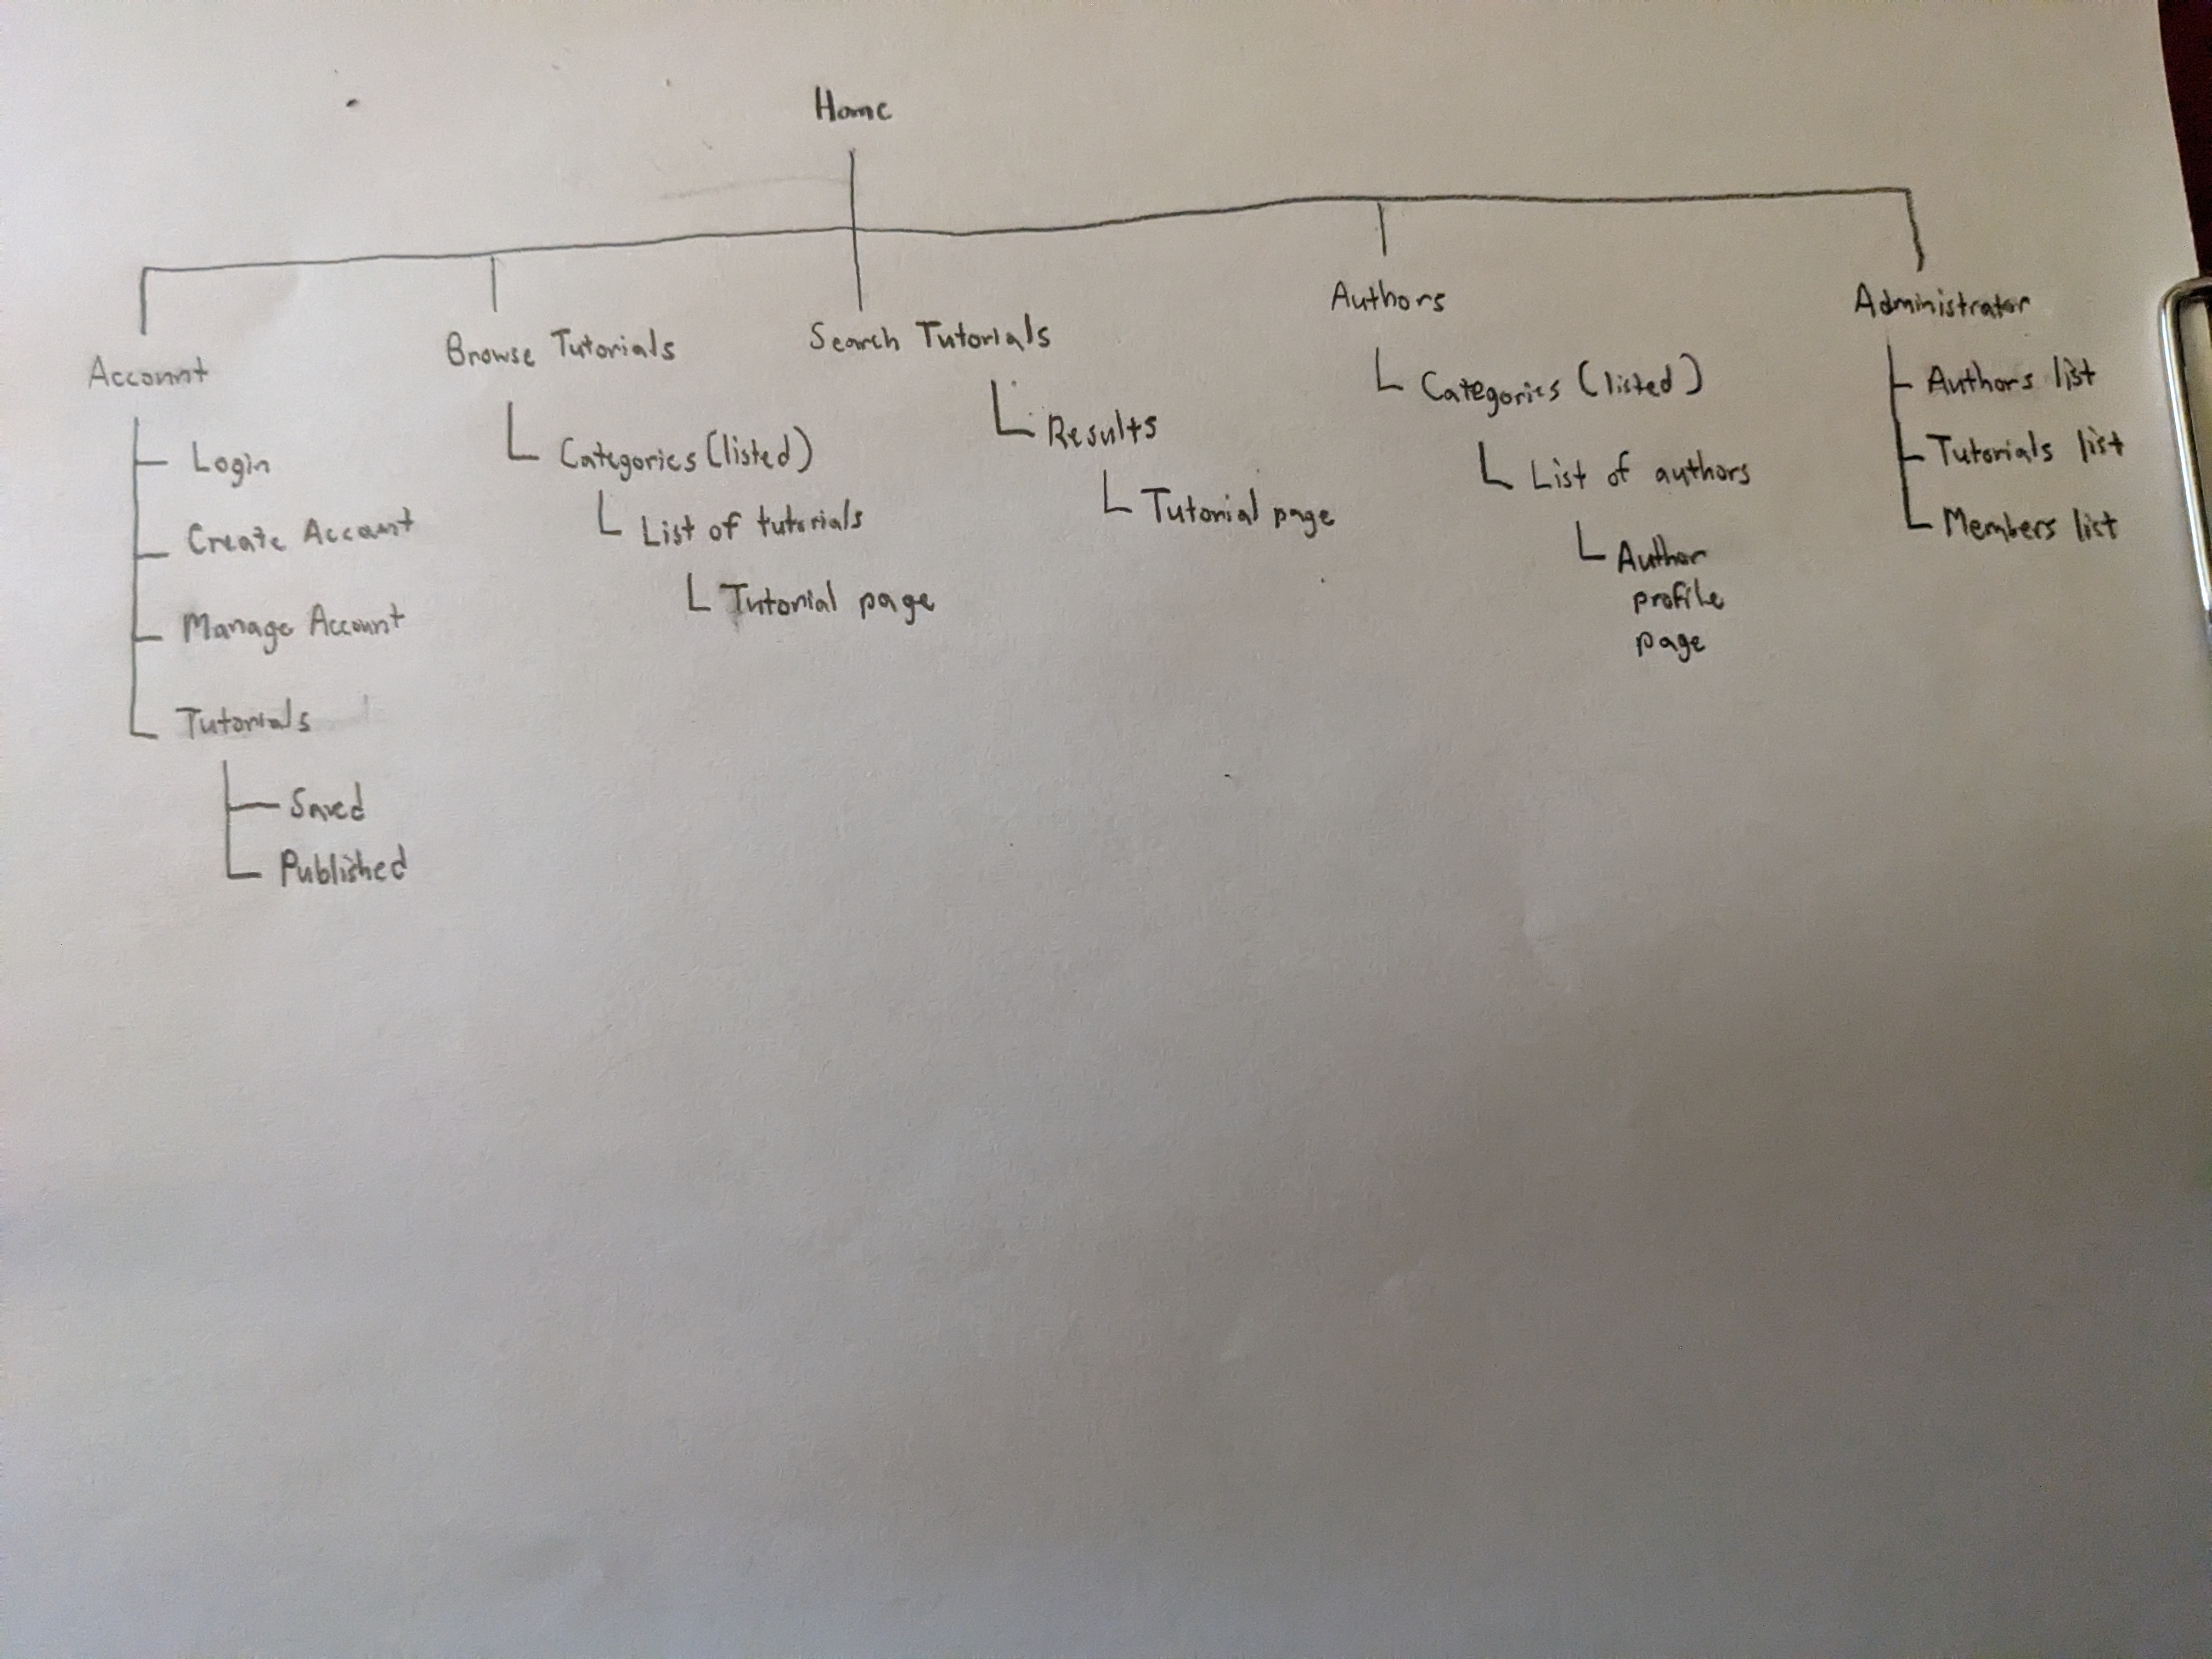 Home
Account
Login
Create Account
Manage Account
Tutorials
Saved
Published
Browse Tutorials
Categories (listed)
List of tutorials
Tutorial page
Search Tutorials
Results
Tutorial page
Authors
Categories (listed)
List of authors
Author
profile
page
Administrator
Authors list
Tutorials list
Members list